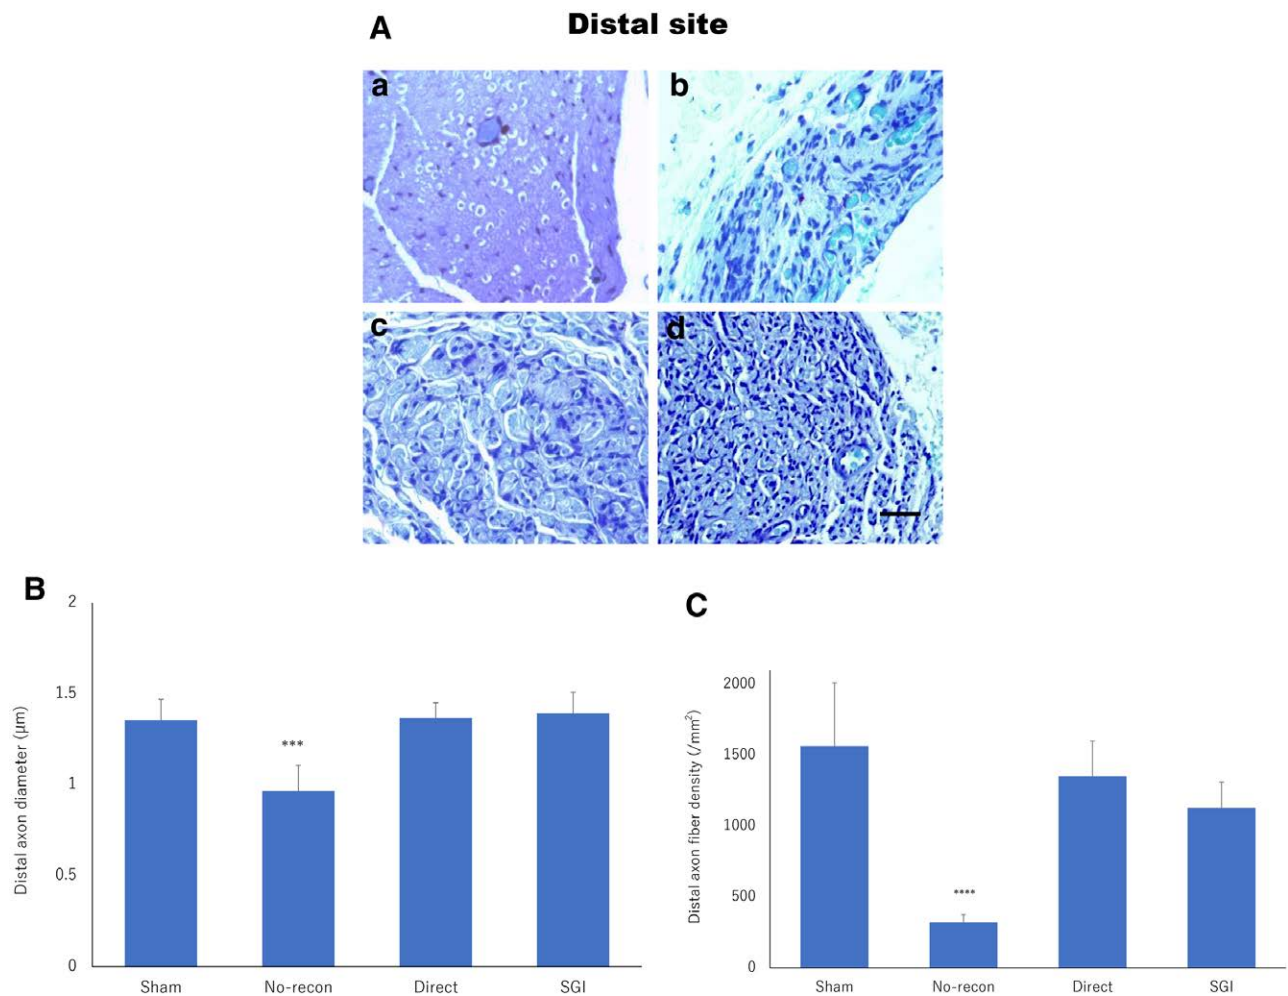 A
Distal site
a
b
c
d
B
Distal axon diameter (μm)
2
1.5
1
0.5
0
***
Sham
No-recon
Direct
SGI
C
Distal axon fiber density (/mm²)
2000
1500
1000
500
0
****
Sham
No-recon
Direct
SGI